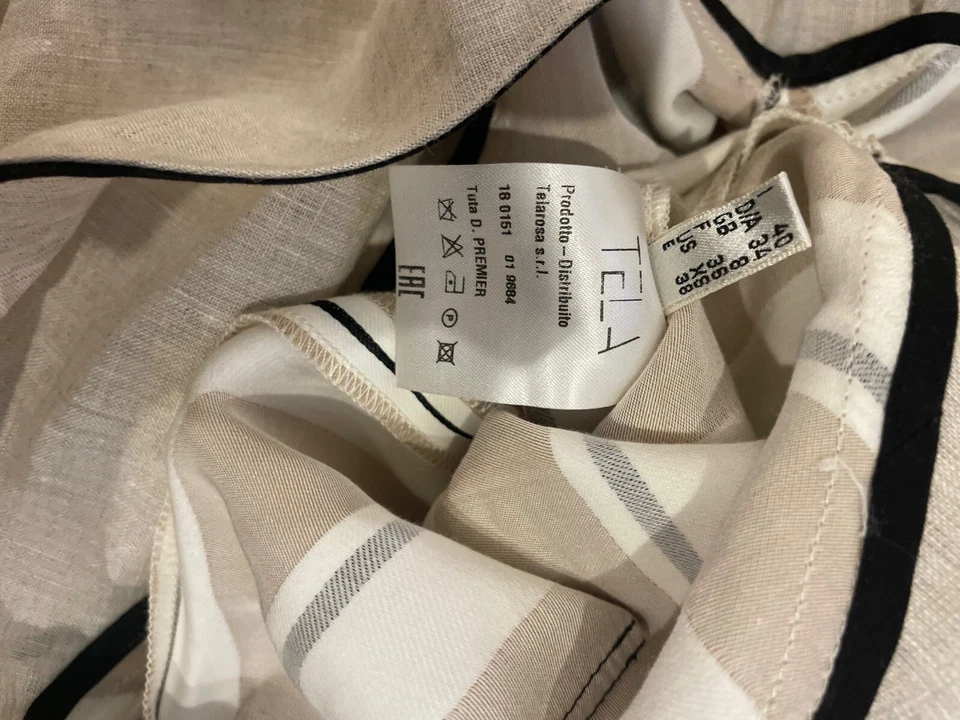 TELA
Prodotto – Distribuito
Telarosa s.r.l.
18 0151 01 9684
Tuta D. PREMIER
P
EAC
I 40
D/A 34
GB 8
F 36
US XS
E 38